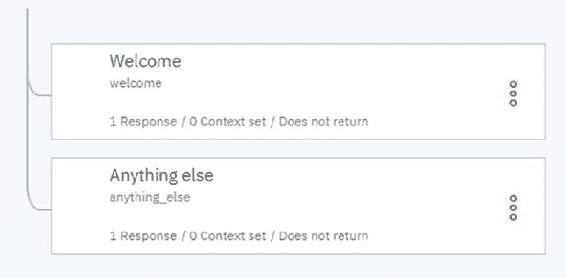 Welcome
welcome
1 Response / 0 Context set / Does not return
Anything else
anything_else
1 Response / 0 Context set / Does not return